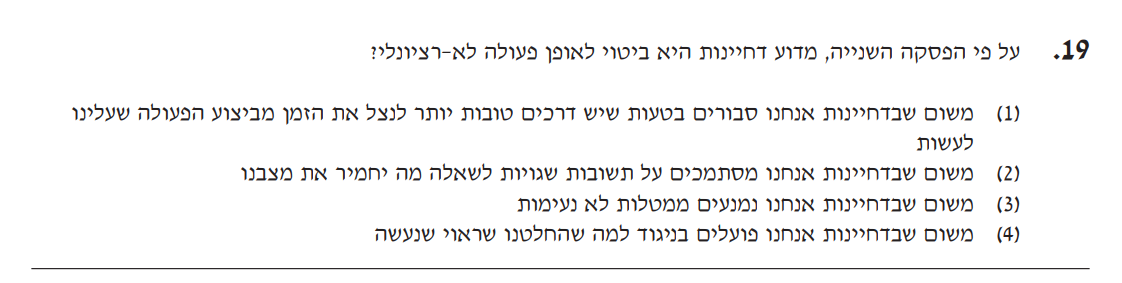 19. על פי הפסקה השנייה, מדוע דחיינות היא ביטוי לאופן פעולה לא-רציונלי?
(1) משום שבדחיינות אנחנו סבורים בטעות שיש דרכים טובות יותר לנצל את הזמן מביצוע הפעולה שעלינו
לעשות
(2) משום שבדחיינות אנחנו מסתמכים על תשובות שגויות לשאלה מה יחמיר את מצבנו
(3) משום שבדחיינות אנחנו נמנעים ממטלות לא נעימות
(4) משום שבדחיינות אנחנו פועלים בניגוד למה שהחלטנו שראוי שנעשה